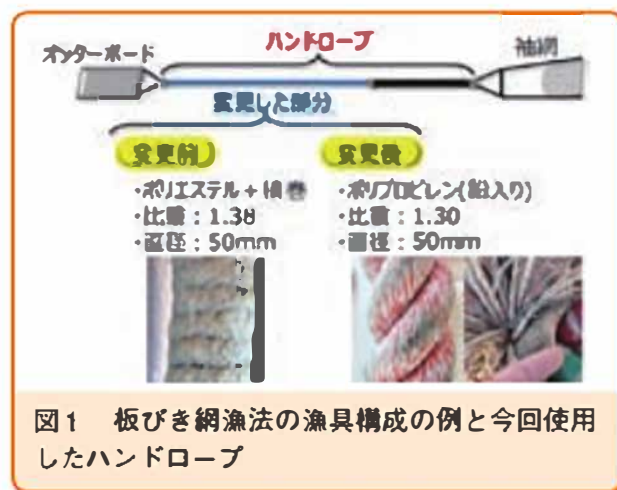 ハンドロープ
オッターボード
袖網
変更した部分
変更前
変更後
・ポリエステル+ 巻
・比重：1.38
・直径：50mm
・ポリプロピレン(鉛入り)
・比重：1.30
・直径：50mm
図1　板びき網漁法の漁具構成の例と今回使用
したハンドロープ